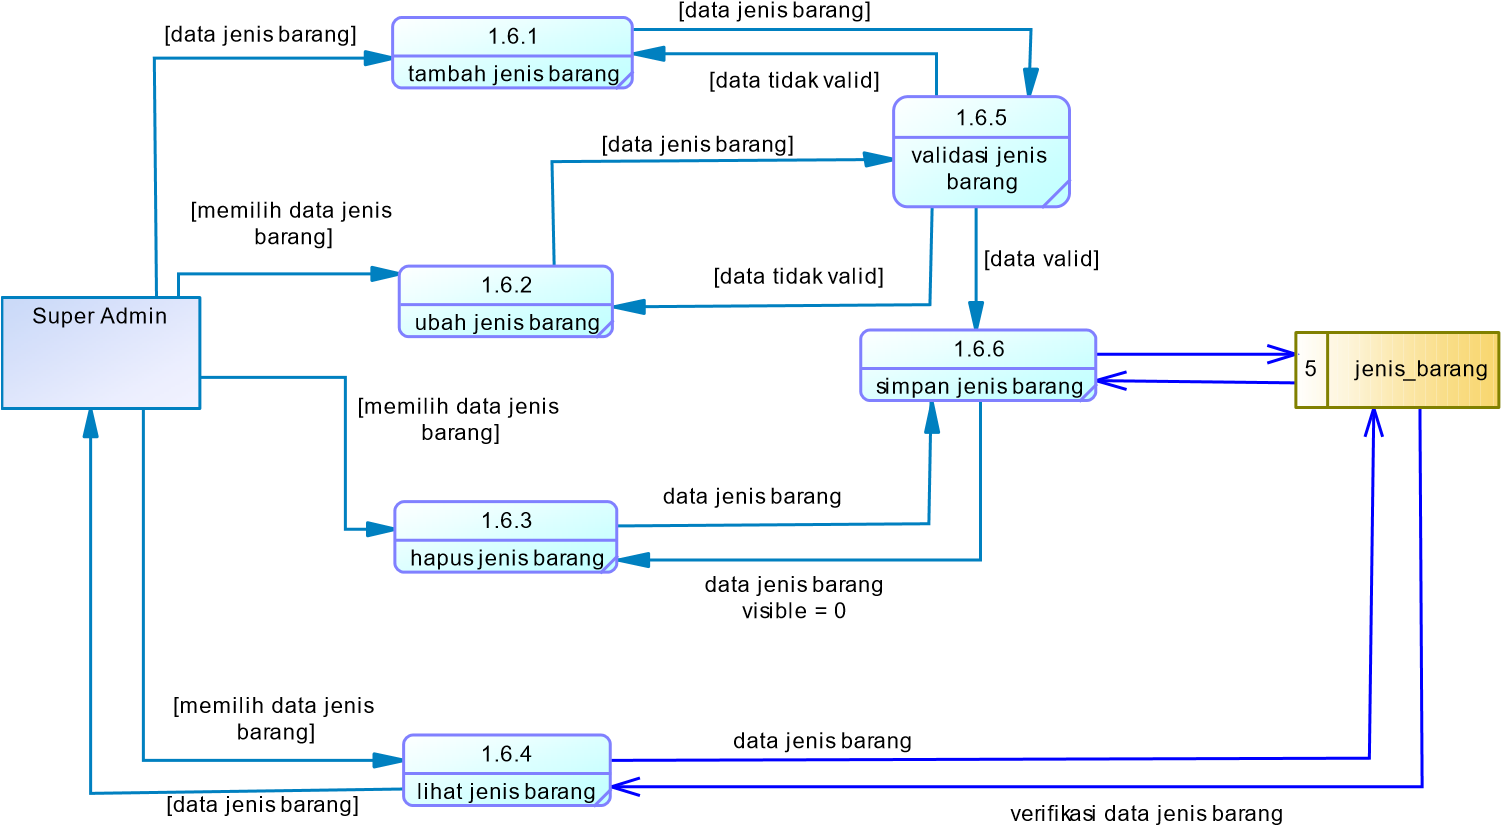 [data jenis barang]
[data jenis barang]
1.6.1
tambah jenis barang
[data tidak valid]
1.6.5
validasi jenis
barang
[data jenis barang]
[memilih data jenis
barang]
[data valid]
1.6.2
ubah jenis barang
[data tidak valid]
Super Admin
1.6.6
simpan jenis barang
5
jenis_barang
[memilih data jenis
barang]
data jenis barang
1.6.3
hapus jenis barang
data jenis barang
visible = 0
[memilih data jenis
barang]
1.6.4
lihat jenis barang
data jenis barang
[data jenis barang]
verifikasi data jenis barang